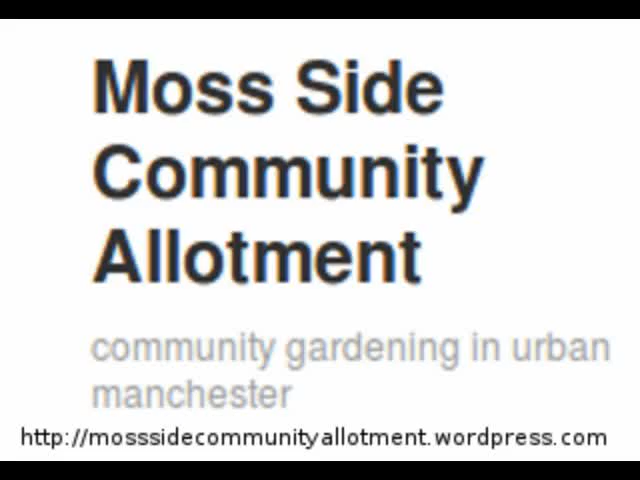 Moss Side
Community
Allotment
community gardening in urban
manchester
http://mosssidecommunityallotment.wordpress.com